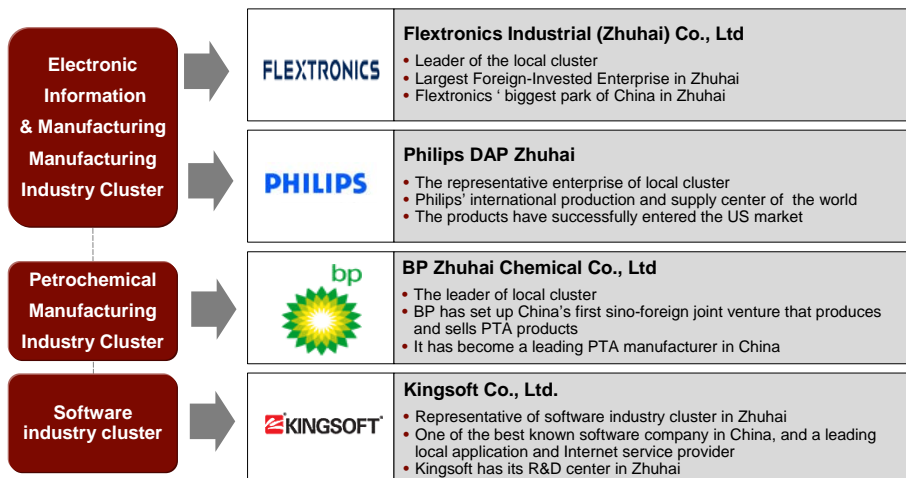 Electronic
Information
& Manufacturing
Manufacturing
Industry Cluster
FLEXTRONICS
Flextronics Industrial (Zhuhai) Co., Ltd
• Leader of the local cluster
• Largest Foreign-Invested Enterprise in Zhuhai
• Flextronics ‘ biggest park of China in Zhuhai
PHILIPS
Philips DAP Zhuhai
• The representative enterprise of local cluster
• Philips’ international production and supply center of the world
• The products have successfully entered the US market
Petrochemical
Manufacturing
Industry Cluster
bp
BP Zhuhai Chemical Co., Ltd
• The leader of local cluster
• BP has set up China’s first sino-foreign joint venture that produces
and sells PTA products
• It has become a leading PTA manufacturer in China
Software
industry cluster
KINGSOFT
Kingsoft Co., Ltd.
• Representative of software industry cluster in Zhuhai
• One of the best known software company in China, and a leading
local application and Internet service provider
• Kingsoft has its R&D center in Zhuhai